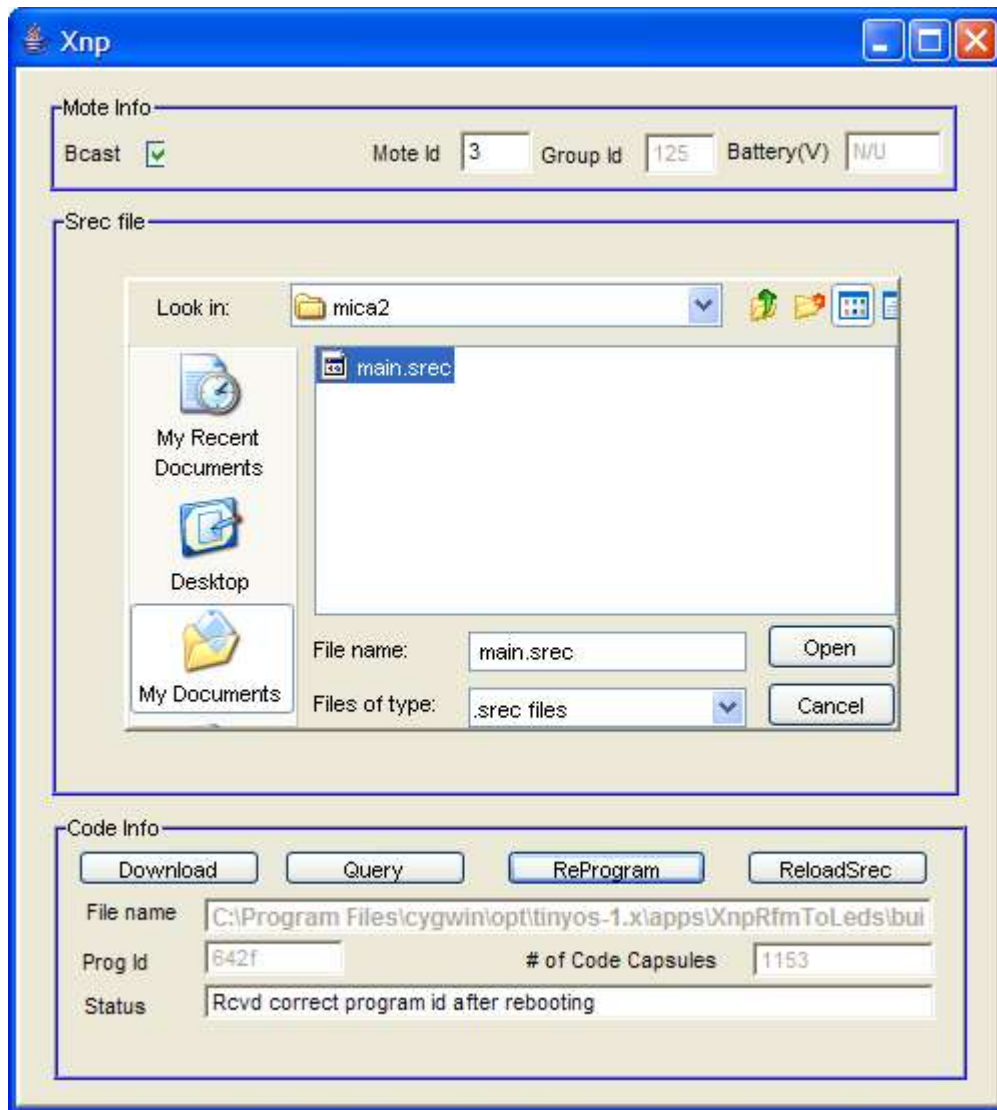 Xnp
Mote Info
Bcast Mote Id 3 Group Id 125 Battery(V) N/U
Srec file
Look in: mica2
main.srec
My Recent
Documents
Desktop
My Documents
File name: main.srec Open
Files of type: .srec files Cancel
Code Info
Download Query ReProgram ReloadSrec
File name C:\Program Files\cygwin\opt\tinyos-1.x\apps\XnpRfmToLeds\bui
Prog Id 642f # of Code Capsules 1153
Status Rcvd correct program id after rebooting